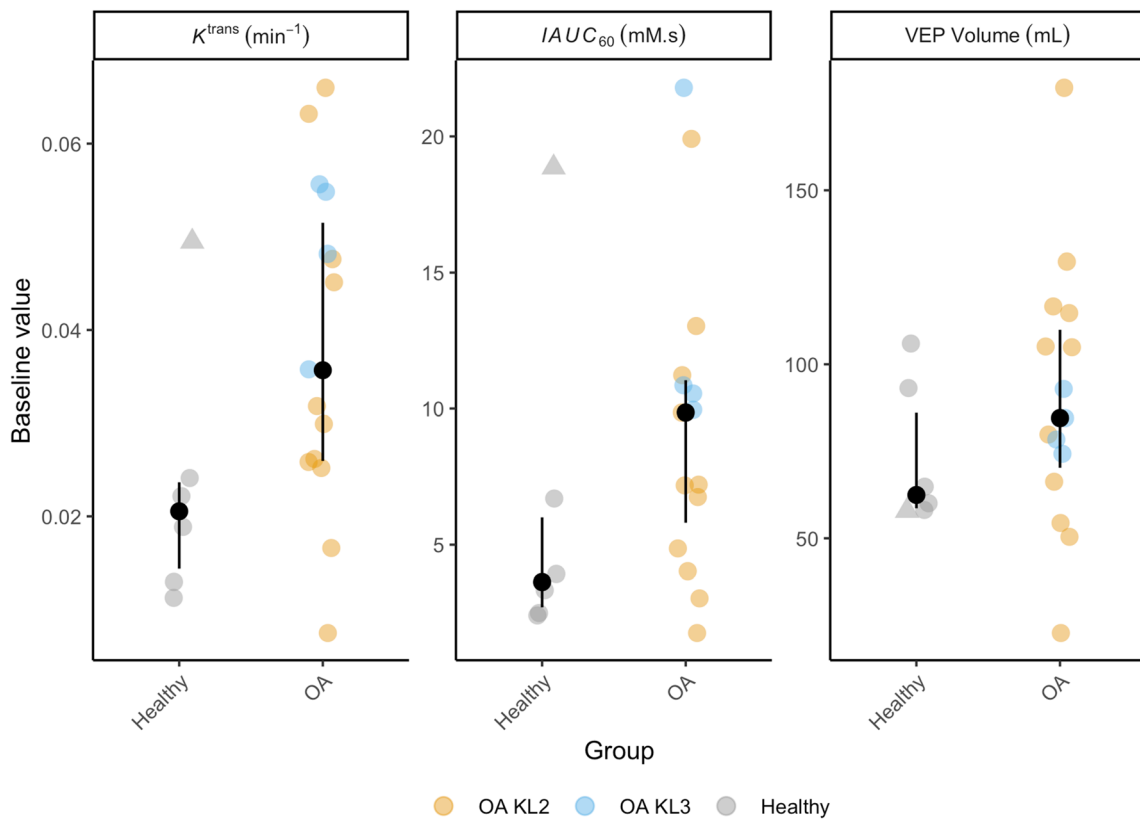 K^trans (min⁻¹)
IAUC₆₀ (mM.s)
VEP Volume (mL)
Baseline value
0.06
0.04
0.02
20
15
10
5
150
100
50
Healthy
OA
Healthy
OA
Healthy
OA
Group
OA KL2
OA KL3
Healthy